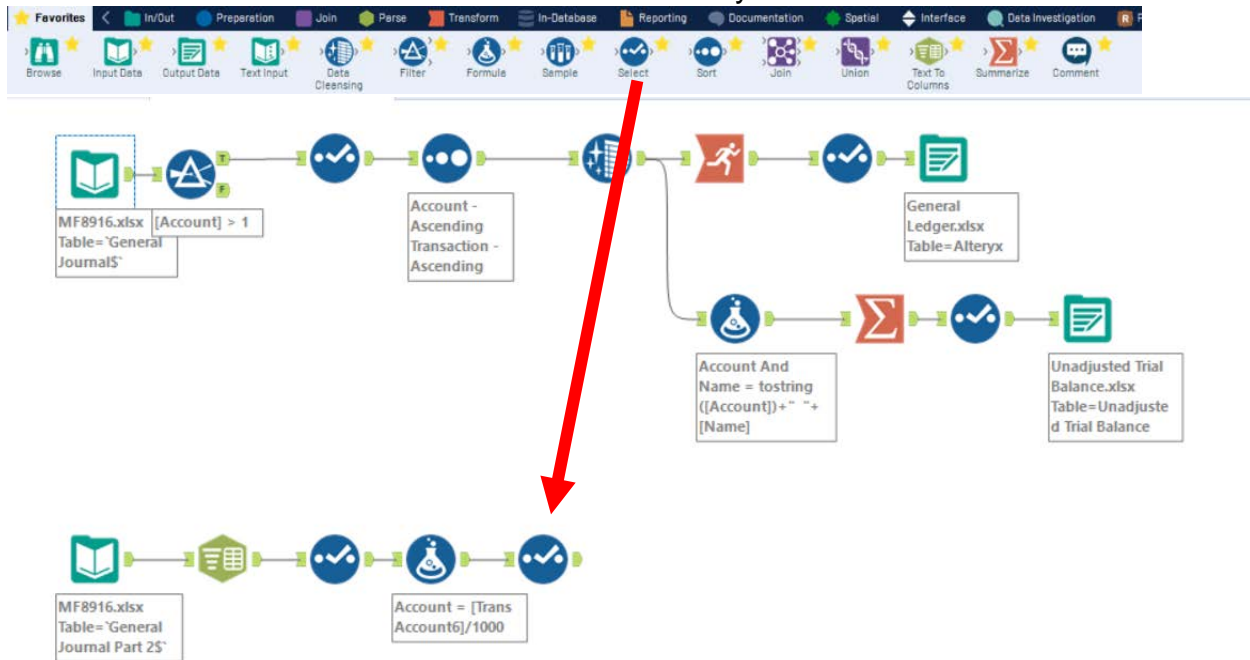 Favorites In/Out Preparation Join Parse Transform In-Database Reporting Documentation Spatial Interface Data Investigation R
Browse Input Data Output Data Text Input Data Cleansing Filter Formula Sample Select Sort Join Union Text To Columns Summarize Comment
T
F
MF8916.xlsx
Table=`General
Journal$`
[Account] > 1
Account -
Ascending
Transaction -
Ascending
General
Ledger.xlsx
Table=Alteryx
Account And
Name = tostring
([Account])+" "+
[Name]
Unadjusted Trial
Balance.xlsx
Table=Unadjuste
d Trial Balance
MF8916.xlsx
Table=`General
Journal Part 2$`
Account = [Trans
Account6]/1000